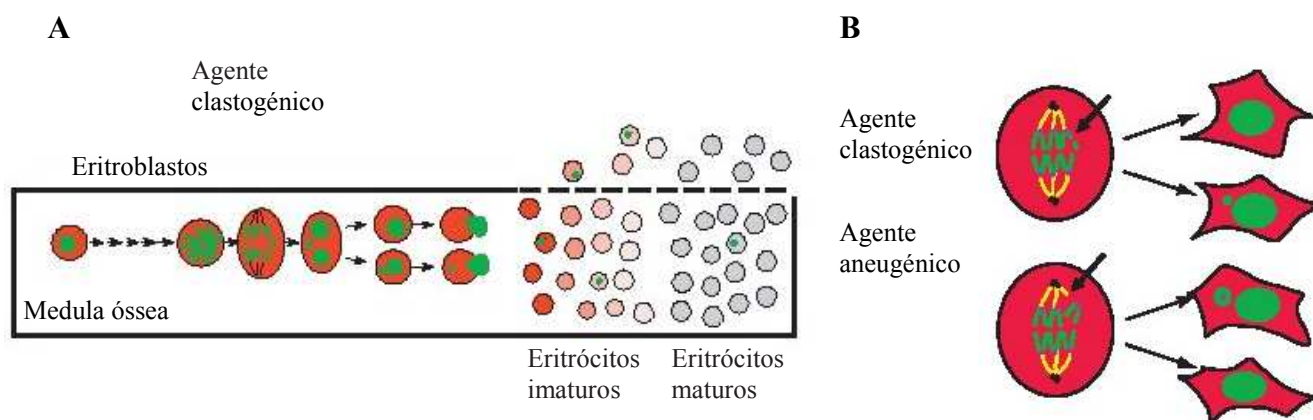 A
Agente
clastogénico
Eritroblastos
Medula óssea
Eritrócitos
imaturos
Eritrócitos
maturos
B
Agente
clastogénico
Agente
aneugénico